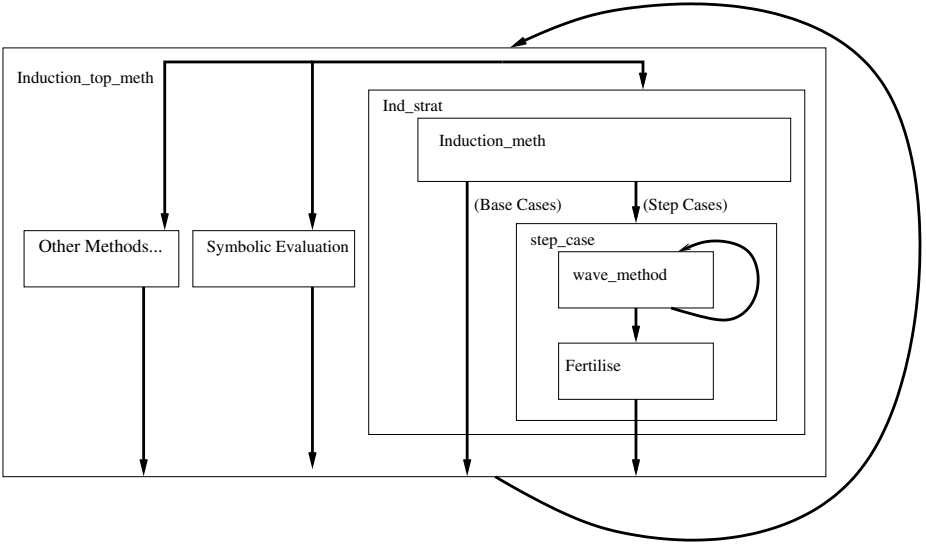 Induction_top_meth
Ind_strat
Induction_meth
(Base Cases)
(Step Cases)
Other Methods...
Symbolic Evaluation
step_case
wave_method
Fertilise